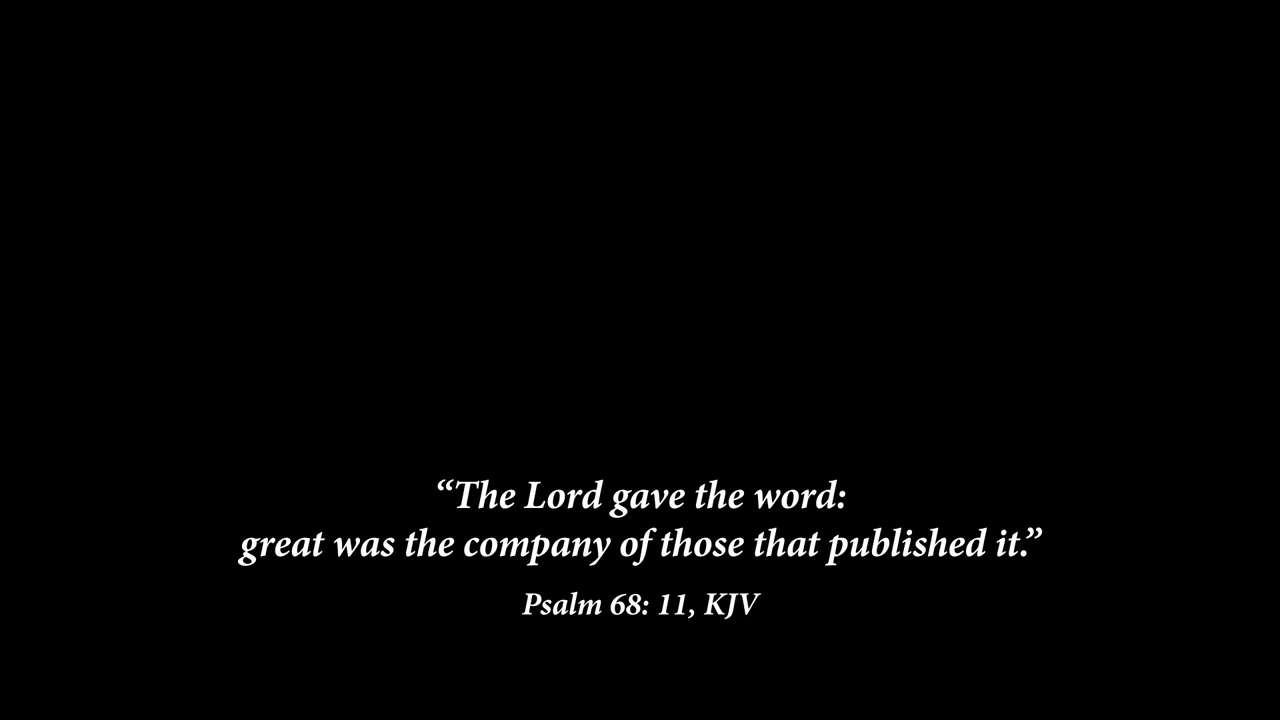 “The Lord gave the word:
great was the company of those that published it.”
Psalm 68: 11, KJV